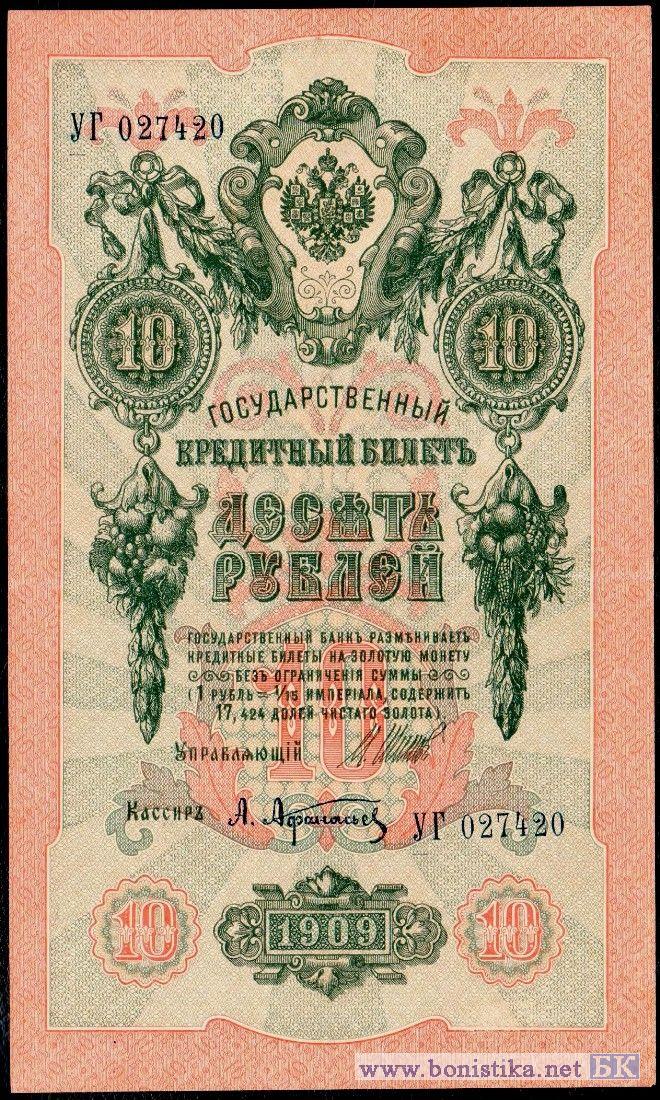 УГ 027420
10 10
ГОСУДАРСТВЕННЫЙ
КРЕДИТНЫЙ БИЛЕТЪ
ДЕСЯТЬ
РУБЛЕЙ
ГОСУДАРСТВЕННЫЙ БАНКЪ РАЗМѢНИВАЕТЪ
КРЕДИТНЫЕ БИЛЕТЫ НА ЗОЛОТУЮ МОНЕТУ
БЕЗЪ ОГРАНИЧЕНІЯ СУММЫ
(1 РУБЛЬ = 1/15 ИМПЕРІАЛА, СОДЕРЖИТЪ
17,424 ДОЛЕЙ ЧИСТАГО ЗОЛОТА).
10
УПРАВЛЯЮЩІЙ
Кассиръ А. Афанасьев
УГ 027420
10 1909 10
www.bonistika.net БК